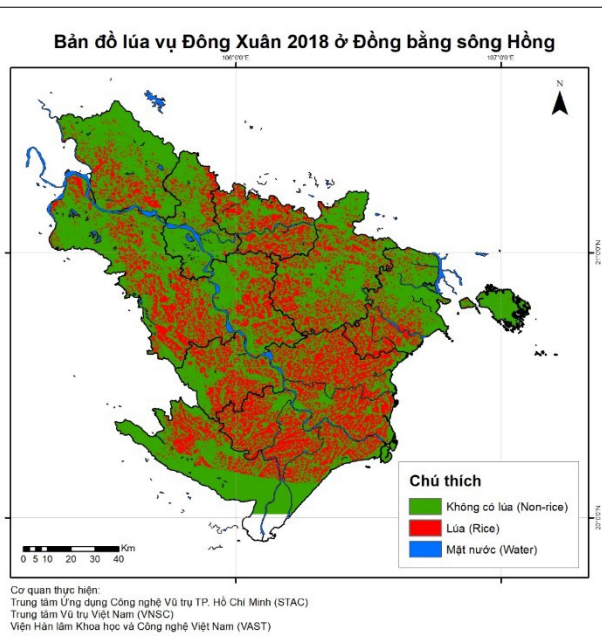 Bản đồ lúa vụ Đông Xuân 2018 ở Đồng bằng sông Hồng
106°0'0"E
107°0'0"E
N
21°0'0"N
20°0'0"N
Chú thích
Không có lúa (Non-rice)
Lúa (Rice)
Mặt nước (Water)
Km
0 5 10 20 30 40
Cơ quan thực hiện:
Trung tâm Ứng dụng Công nghệ Vũ trụ TP. Hồ Chí Minh (STAC)
Trung tâm Vũ trụ Việt Nam (VNSC)
Viện Hàn lâm Khoa học và Công nghệ Việt Nam (VAST)